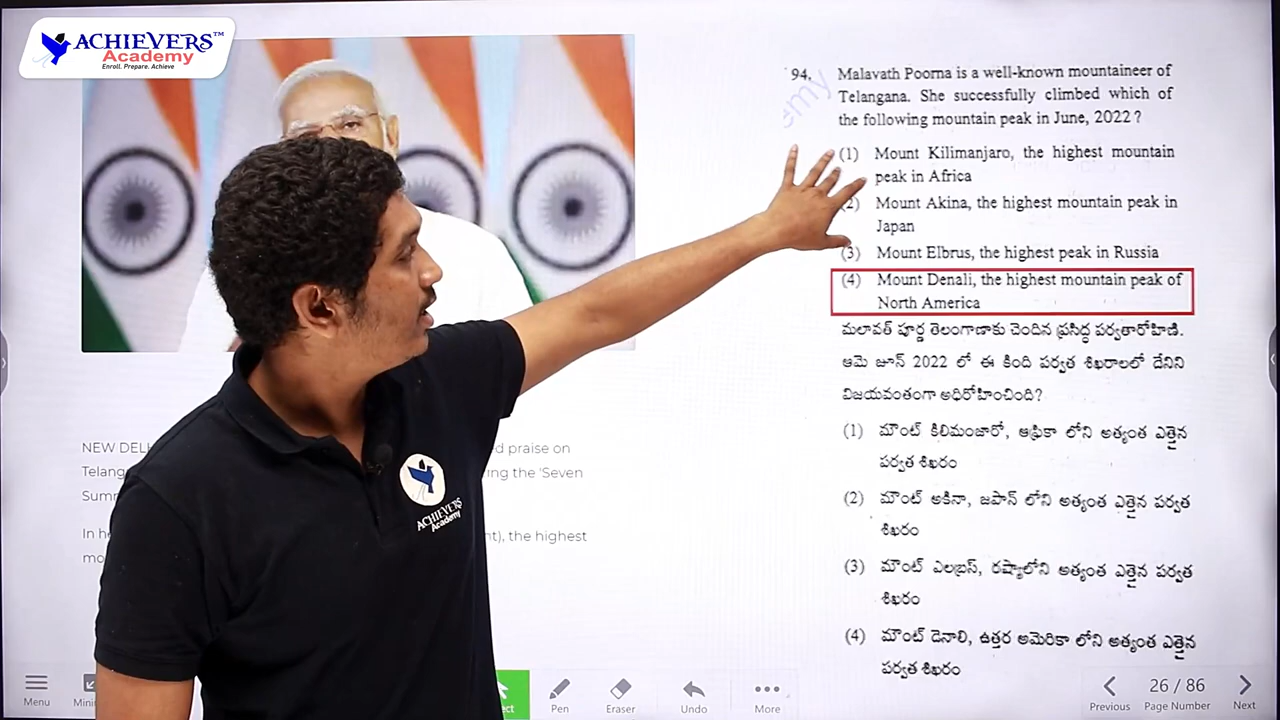 ACHIEVERS™
Academy
Enroll. Prepare. Achieve
94. Malavath Poorna is a well-known mountaineer of
Telangana. She successfully climbed which of
the following mountain peak in June, 2022 ?
(1) Mount Kilimanjaro, the highest mountain
peak in Africa
(2) Mount Akina, the highest mountain peak in
Japan
(3) Mount Elbrus, the highest peak in Russia
(4) Mount Denali, the highest mountain peak of
North America
మలావత్ పూర్ణ తెలంగాణాకు చెందిన ప్రసిద్ధ పర్వతారోహిణి.
ఆమె జూన్ 2022 లో ఈ కింది పర్వత శిఖరాలలో దేనిని
విజయవంతంగా అధిరోహించింది?
(1) మౌంట్ కిలిమంజారో, ఆఫ్రికా లోని అత్యంత ఎత్తైన
పర్వత శిఖరం
(2) మౌంట్ అకినా, జపాన్ లోని అత్యంత ఎత్తైన పర్వత
శిఖరం
(3) మౌంట్ ఎలబ్రస్, రష్యాలోని అత్యంత ఎత్తైన పర్వత
శిఖరం
(4) మౌంట్ డెనాలి, ఉత్తర అమెరికా లోని అత్యంత ఎత్తైన
పర్వత శిఖరం
NEW DEL
d praise on
Telang
ing the 'Seven
Summ
In he
nt), the highest
mo
ACHIEVERS
Academy
Menu
Pen
Eraser
Undo
More
Previous
26 / 86
Page Number
Next